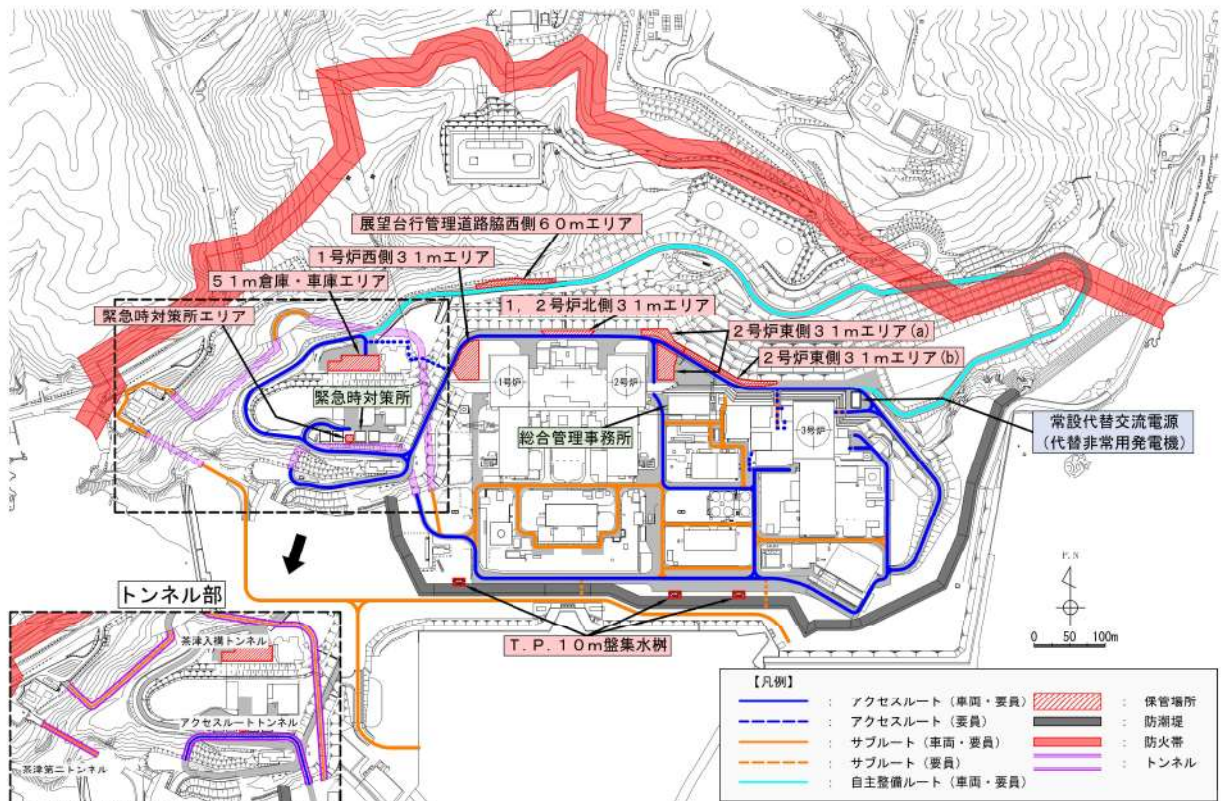 展望台行管理道路脇西側６０ｍエリア
１号炉西側３１ｍエリア
５１ｍ倉庫・車庫エリア
緊急時対策所エリア
１，２号炉北側３１ｍエリア
２号炉東側３１ｍエリア(a)
２号炉東側３１ｍエリア(b)
1号炉
2号炉
3号炉
緊急時対策所
総合管理事務所
常設代替交流電源
（代替非常用発電機）
P.N
0 50 100m
トンネル部
茶津入構トンネル
アクセスルートトンネル
茶津第二トンネル
Ｔ．Ｐ．１０ｍ盤集水桝
【凡例】
： アクセスルート（車両・要員）
： アクセスルート（要員）
： サブルート（車両・要員）
： サブルート（要員）
： 自主整備ルート（車両・要員）
： 保管場所
： 防潮堤
： 防火帯
： トンネル